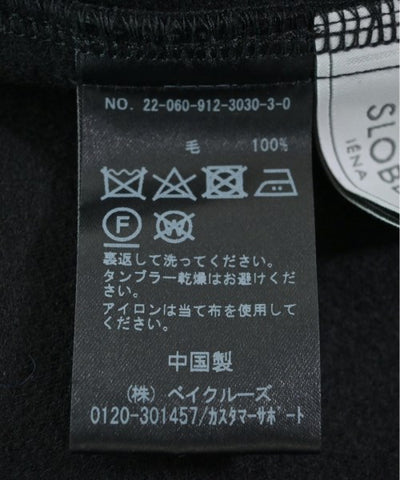 NO. 22-060-912-3030-3-0
毛 100%
F W
裏返して洗ってください。
タンブラー乾燥はお避けください。
アイロンは当て布を使用して
ください。
中国製
(株) ベイクルーズ
0120-301457/カスタマーサポート
SLOBE
IÉNA